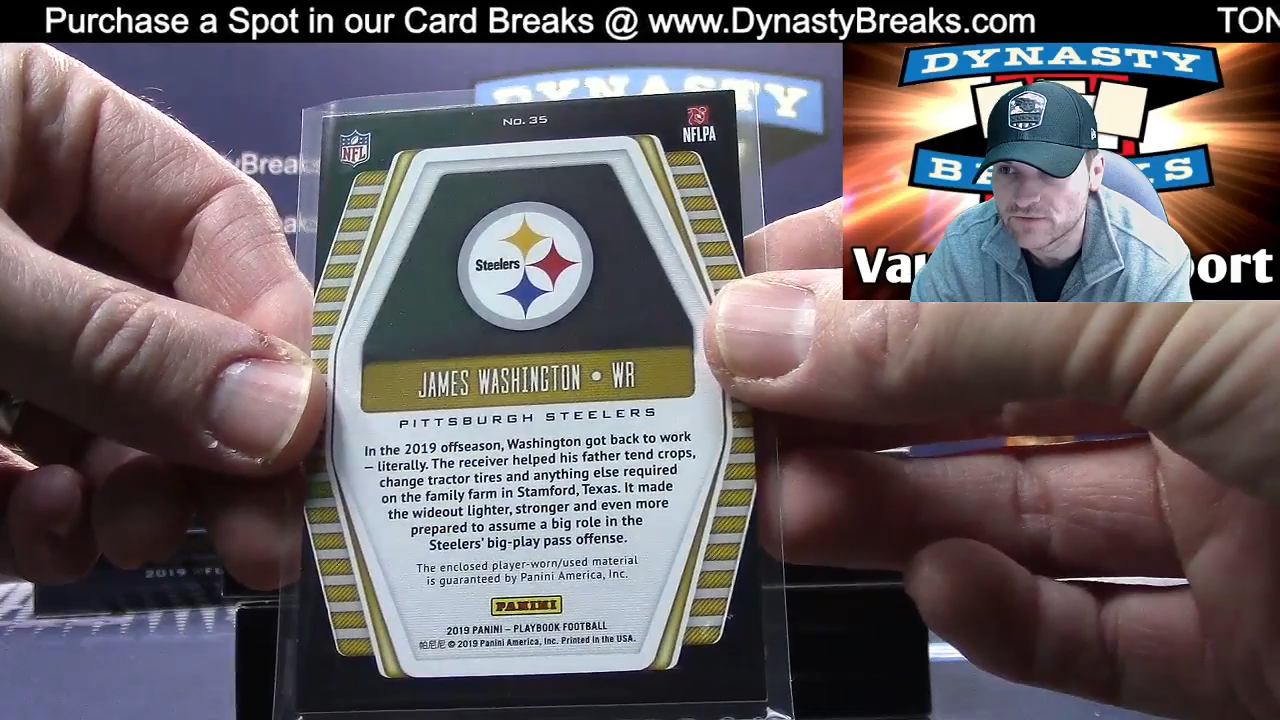 Purchase a Spot in our Card Breaks @ www.DynastyBreaks.com
TON
DYNASTY
No. 35
NFL
NFLPA
Breaks
Steelers
JAMES WASHINGTON • WR
PITTSBURGH STEELERS
In the 2019 offseason, Washington got back to work
– literally. The receiver helped his father tend crops,
change tractor tires and anything else required
on the family farm in Stamford, Texas. It made
the wideout lighter, stronger and even more
prepared to assume a big role in the
Steelers' big-play pass offense.
The enclosed player-worn/used material
is guaranteed by Panini America, Inc.
PANINI
2019 PANINI – PLAYBOOK FOOTBALL
帕尼尼 © 2019 Panini America, Inc. Printed in the USA.
DYNASTY
2019